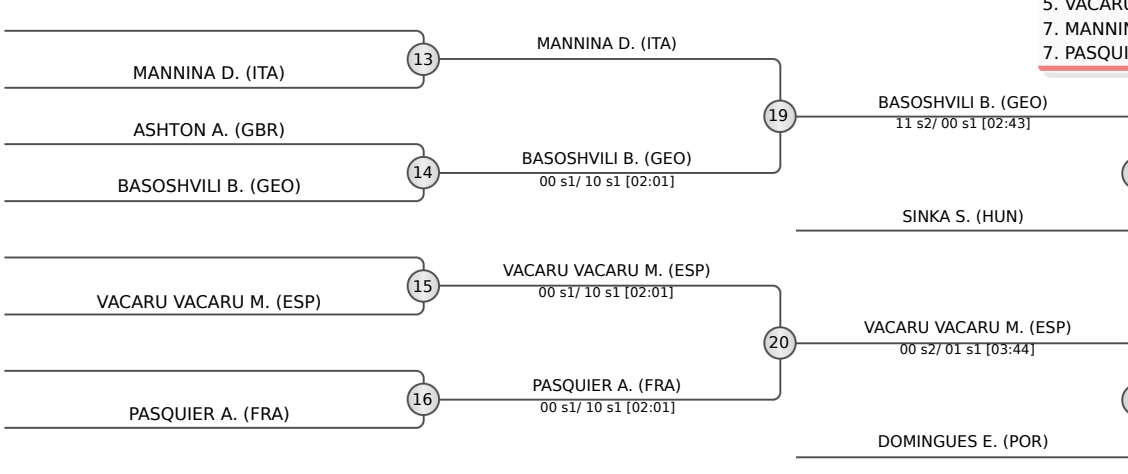 5. VACARU
7. MANNIN
7. PASQUI
MANNINA D. (ITA)
13
MANNINA D. (ITA)
ASHTON A. (GBR)
14
BASOSHVILI B. (GEO)
BASOSHVILI B. (GEO)
00 s1/ 10 s1 [02:01]
19
BASOSHVILI B. (GEO)
11 s2/ 00 s1 [02:43]
SINKA S. (HUN)
15
VACARU VACARU M. (ESP)
VACARU VACARU M. (ESP)
00 s1/ 10 s1 [02:01]
16
PASQUIER A. (FRA)
PASQUIER A. (FRA)
00 s1/ 10 s1 [02:01]
20
VACARU VACARU M. (ESP)
00 s2/ 01 s1 [03:44]
DOMINGUES E. (POR)